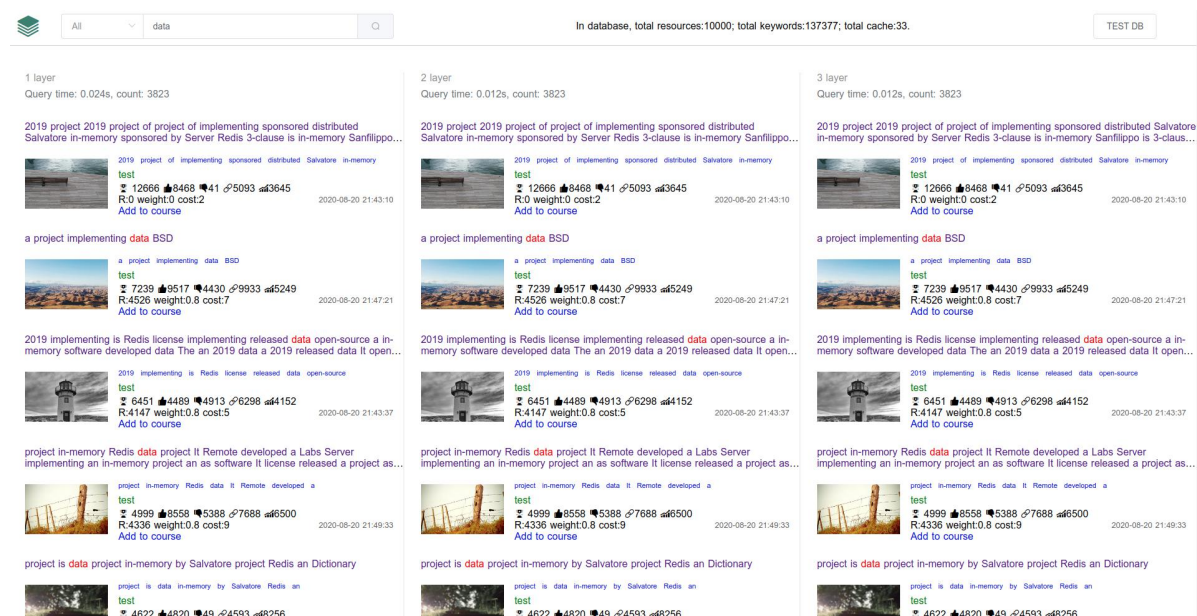 All
data
In database, total resources:10000; total keywords:137377; total cache:33.
TEST DB
1 layer
Query time: 0.024s, count: 3823
2019 project 2019 project of project of implementing sponsored distributed
Salvatore in-memory sponsored by Server Redis 3-clause is in-memory Sanfilippo...
2019 project of implementing sponsored distributed Salvatore in-memory
test
12666 8468 41 5093 3645
R:0 weight:0 cost:2
2020-08-20 21:43:10
Add to course
a project implementing data BSD
a project implementing data BSD
test
7239 9517 4430 9933 5249
R:4526 weight:0.8 cost:7
2020-08-20 21:47:21
Add to course
2019 implementing is Redis license implementing released data open-source a in-
memory software developed data The an 2019 data a 2019 released data It open...
2019 implementing is Redis license released data open-source
test
6451 4489 4913 6298 4152
R:4147 weight:0.8 cost:5
2020-08-20 21:43:37
Add to course
project in-memory Redis data project It Remote developed a Labs Server
implementing an in-memory project an as software It license released a project as...
project in-memory Redis data It Remote developed a
test
4999 8558 5388 7688 6500
R:4336 weight:0.8 cost:9
2020-08-20 21:49:33
Add to course
project is data project in-memory by Salvatore project Redis an Dictionary
project is data in-memory by Salvatore Redis an
test
4622 4820 49 4593 8256
2 layer
Query time: 0.012s, count: 3823
2019 project 2019 project of project of implementing sponsored distributed
Salvatore in-memory sponsored by Server Redis 3-clause is in-memory Sanfilippo...
2019 project of implementing sponsored distributed Salvatore in-memory
test
12666 8468 41 5093 3645
R:0 weight:0 cost:2
2020-08-20 21:43:10
Add to course
a project implementing data BSD
a project implementing data BSD
test
7239 9517 4430 9933 5249
R:4526 weight:0.8 cost:7
2020-08-20 21:47:21
Add to course
2019 implementing is Redis license implementing released data open-source a in-
memory software developed data The an 2019 data a 2019 released data It open...
2019 implementing is Redis license released data open-source
test
6451 4489 4913 6298 4152
R:4147 weight:0.8 cost:5
2020-08-20 21:43:37
Add to course
project in-memory Redis data project It Remote developed a Labs Server
implementing an in-memory project an as software It license released a project as...
project in-memory Redis data It Remote developed a
test
4999 8558 5388 7688 6500
R:4336 weight:0.8 cost:9
2020-08-20 21:49:33
Add to course
project is data project in-memory by Salvatore project Redis an Dictionary
project is data in-memory by Salvatore Redis an
test
4622 4820 49 4593 8256
3 layer
Query time: 0.012s, count: 3823
2019 project 2019 project of project of implementing sponsored distributed Salvatore
in-memory sponsored by Server Redis 3-clause is in-memory Sanfilippo is 3-claus...
2019 project of implementing sponsored distributed Salvatore in-memory
test
12666 8468 41 5093 3645
R:0 weight:0 cost:2
2020-08-20 21:43:10
Add to course
a project implementing data BSD
a project implementing data BSD
test
7239 9517 4430 9933 5249
R:4526 weight:0.8 cost:7
2020-08-20 21:47:21
Add to course
2019 implementing is Redis license implementing released data open-source a in-
memory software developed data The an 2019 data a 2019 released data It open...
2019 implementing is Redis license released data open-source
test
6451 4489 4913 6298 4152
R:4147 weight:0.8 cost:5
2020-08-20 21:43:37
Add to course
project in-memory Redis data project It Remote developed a Labs Server
implementing an in-memory project an as software It license released a project as...
project in-memory Redis data It Remote developed a
test
4999 8558 5388 7688 6500
R:4336 weight:0.8 cost:9
2020-08-20 21:49:33
Add to course
project is data project in-memory by Salvatore project Redis an Dictionary
project is data in-memory by Salvatore Redis an
test
4622 4820 49 4593 8256